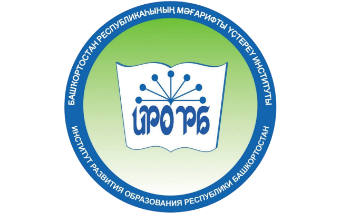 БАШҠОРТОСТАН РЕСПУБЛИКАҺЫНЫҢ МӘҒАРИФТЫ ҮҪТЕРЕҮ ИНСТИТУТЫ
ИРО РБ
ИНСТИТУТ РАЗВИТИЯ ОБРАЗОВАНИЯ РЕСПУБЛИКИ БАШКОРТОСТАН